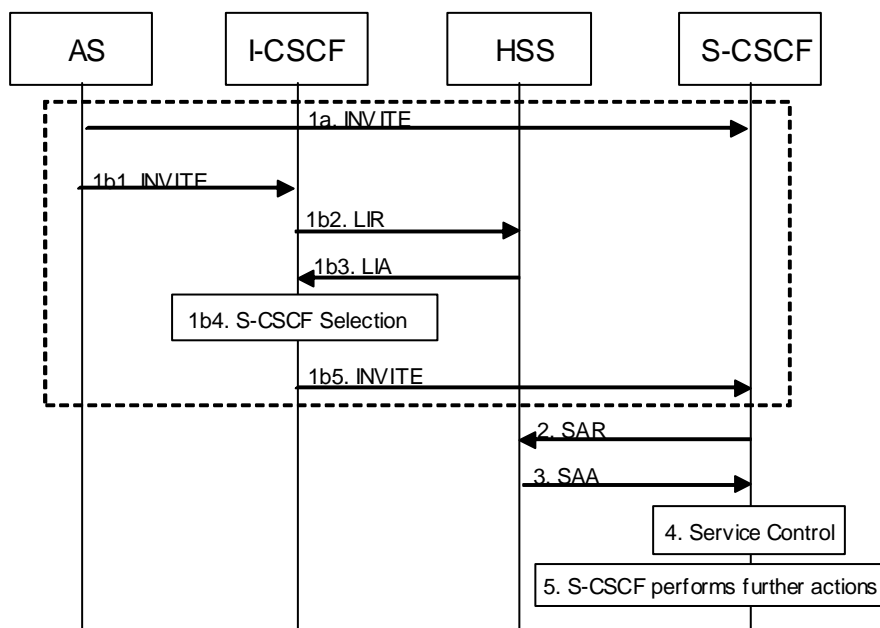 AS I-CSCF HSS S-CSCF
1a. INVITE
1b1. INVITE
1b2. LIR
1b3. LIA
1b4. S-CSCF Selection
1b5. INVITE
2. SAR
3. SAA
4. Service Control
5. S-CSCF performs further actions